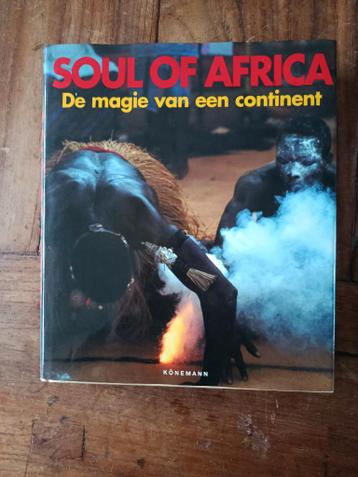 SOUL OF AFRICA
De magie van een continent
KÖNEMANN